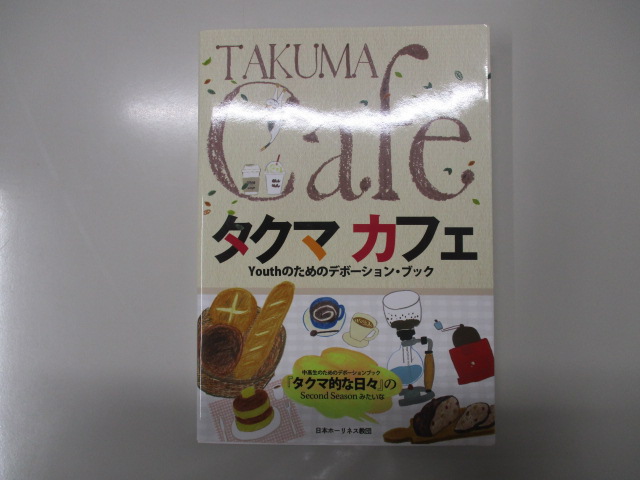 TAKUMA
Cafe
タクマ カフェ
Youthのためのデボーション・ブック
中高生のためのデボーションブック
『タクマ的な日々』の
Second Season みたいな
日本ホーリネス教団